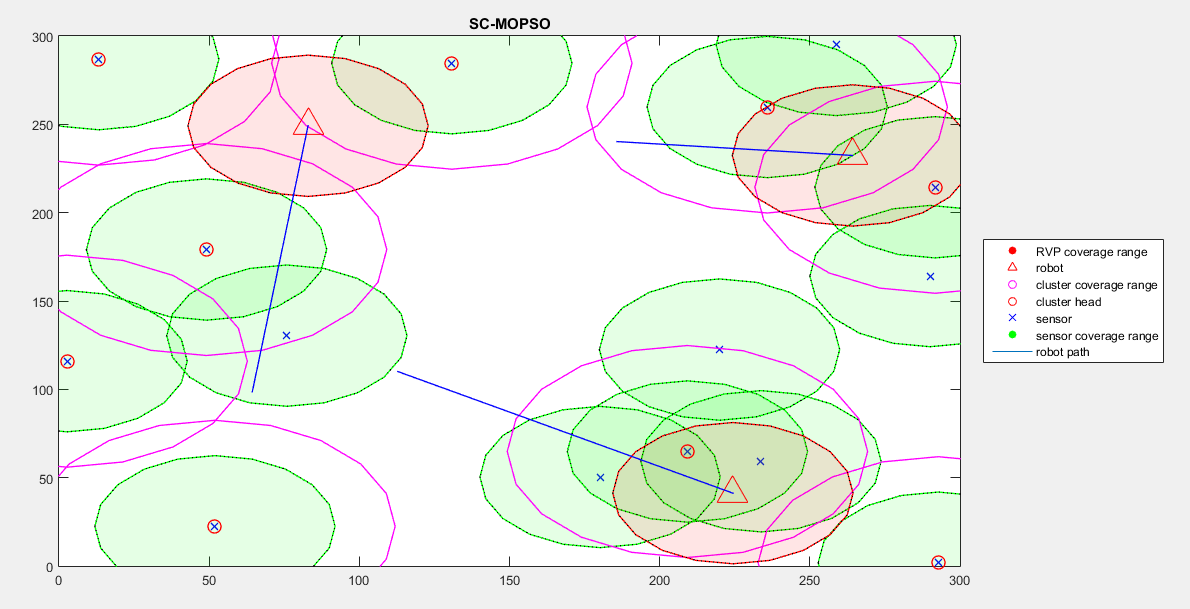 SC-MOPSO
300
250
200
150
100
50
0
0 50 100 150 200 250 300
RVP coverage range
robot
cluster coverage range
cluster head
sensor
sensor coverage range
robot path